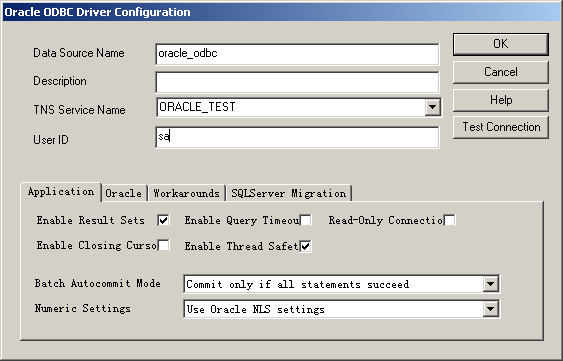 Oracle ODBC Driver Configuration
Data Source Name oracle_odbc OK
Description Cancel
TNS Service Name ORACLE_TEST Help
User ID sa Test Connection
Application Oracle Workarounds SQLServer Migration
Enable Result Sets Enable Query Timeou Read-Only Connectio
Enable Closing Curso Enable Thread Safet
Batch Autocommit Mode Commit only if all statements succeed
Numeric Settings Use Oracle NLS settings